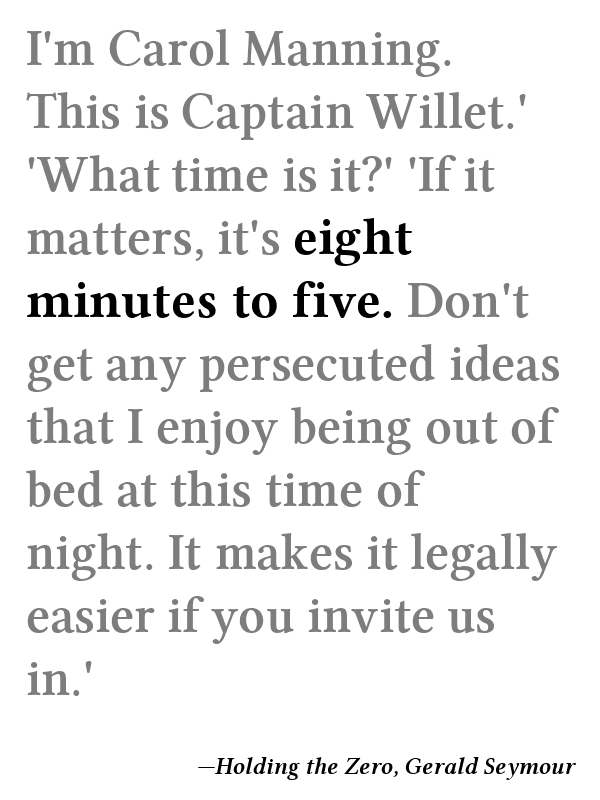 I'm Carol Manning.
This is Captain Willet.'
'What time is it?' 'If it
matters, it's eight
minutes to five. Don't
get any persecuted ideas
that I enjoy being out of
bed at this time of
night. It makes it legally
easier if you invite us
in.'
—Holding the Zero, Gerald Seymour